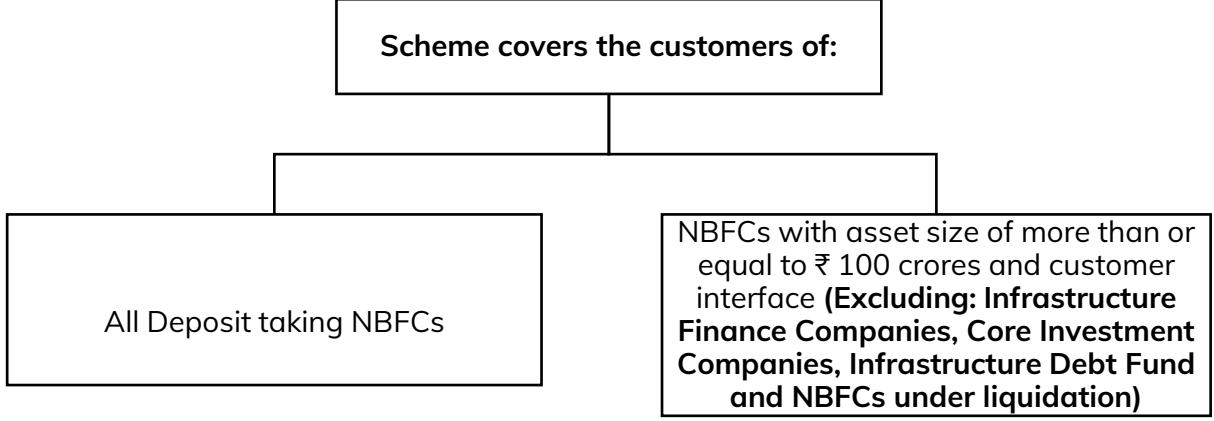 Scheme covers the customers of:
All Deposit taking NBFCs
NBFCs with asset size of more than or
equal to ₹ 100 crores and customer
interface (Excluding: Infrastructure
Finance Companies, Core Investment
Companies, Infrastructure Debt Fund
and NBFCs under liquidation)